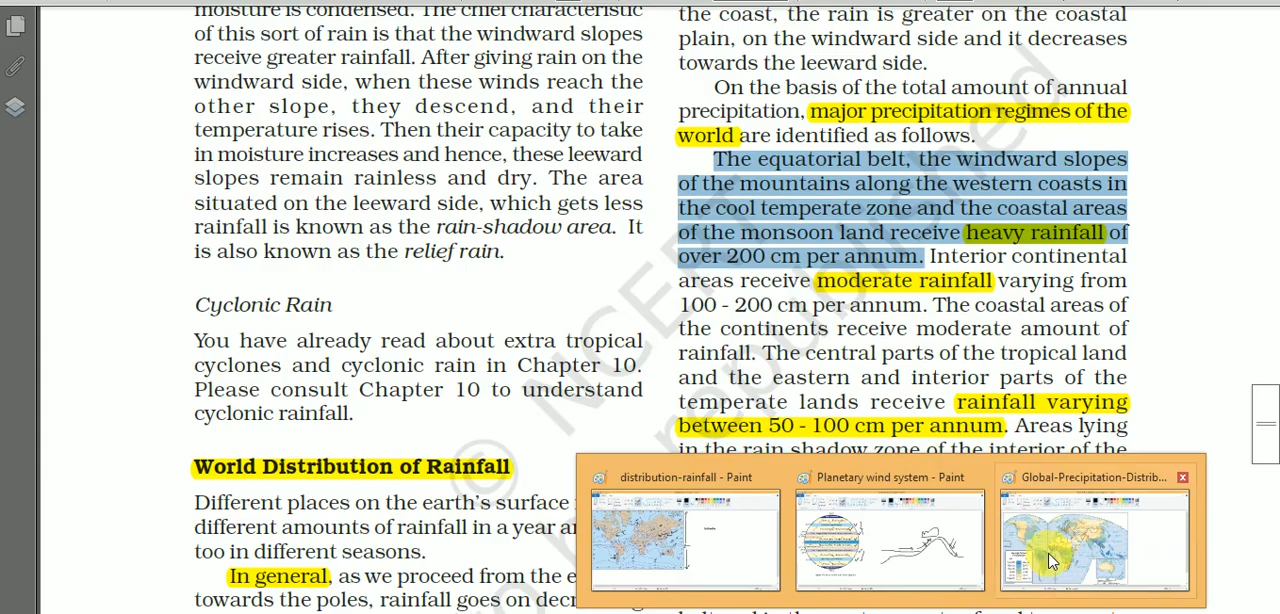 moisture is condensed. The chief characteristic
of this sort of rain is that the windward slopes
receive greater rainfall. After giving rain on the
windward side, when these winds reach the
other slope, they descend, and their
temperature rises. Then their capacity to take
in moisture increases and hence, these leeward
slopes remain rainless and dry. The area
situated on the leeward side, which gets less
rainfall is known as the rain-shadow area. It
is also known as the relief rain.
Cyclonic Rain
You have already read about extra tropical
cyclones and cyclonic rain in Chapter 10.
Please consult Chapter 10 to understand
cyclonic rainfall.
World Distribution of Rainfall
Different places on the earth's surface
different amounts of rainfall in a year
too in different seasons.
In general, as we proceed from the
towards the poles, rainfall goes on
the coast, the rain is greater on the coastal
plain, on the windward side and it decreases
towards the leeward side.
On the basis of the total amount of annual
precipitation, major precipitation regimes of the
world are identified as follows.
The equatorial belt, the windward slopes
of the mountains along the western coasts in
the cool temperate zone and the coastal areas
of the monsoon land receive heavy rainfall of
over 200 cm per annum. Interior continental
areas receive moderate rainfall varying from
100 - 200 cm per annum. The coastal areas of
the continents receive moderate amount of
rainfall. The central parts of the tropical land
and the eastern and interior parts of the
temperate lands receive rainfall varying
between 50 - 100 cm per annum. Areas lying
in the rain shadow zone of the interior of the
distribution-rainfall - Paint
Planetary wind system - Paint
Global-Precipitation-Distrib...
© NCERT
republished